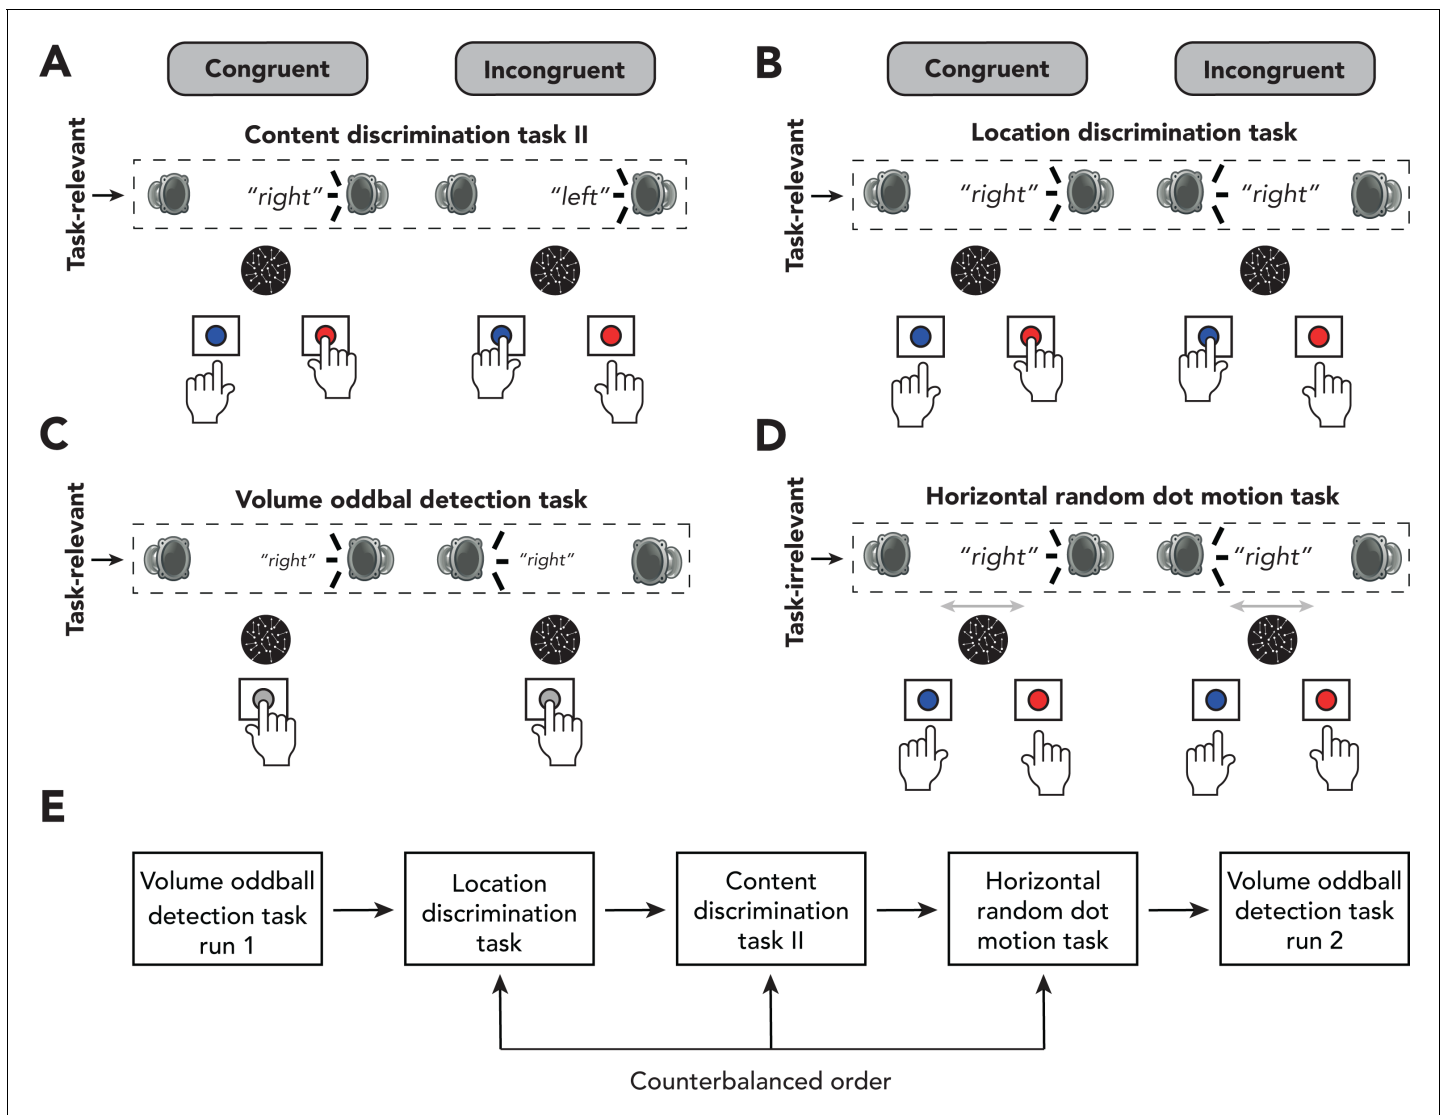 A
Congruent
Incongruent
Task-relevant
Content discrimination task II
“right”
“left”
B
Congruent
Incongruent
Task-relevant
Location discrimination task
“right”
“right”
C
Task-relevant
Volume oddbal detection task
“right”
“right”
D
Task-irrelevant
Horizontal random dot motion task
“right”
“right”
E
Volume oddball
detection task
run 1
Location
discrimination
task
Content
discrimination
task II
Horizontal
random dot
motion task
Volume oddball
detection task
run 2
Counterbalanced order